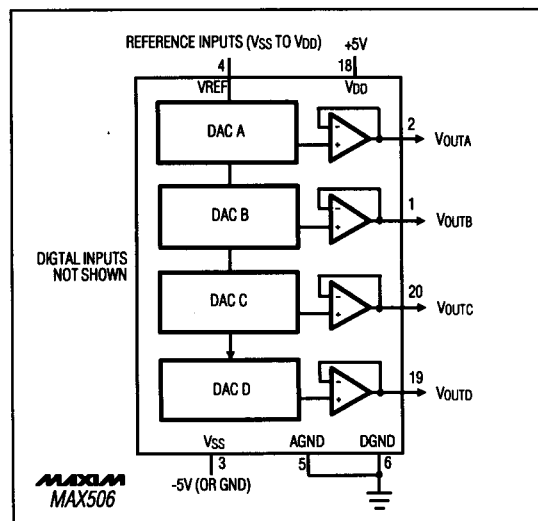 REFERENCE INPUTS (VSS TO VDD)
+5V
4
18
VREF
VDD
DAC A
2
VOUTA
DAC B
1
VOUTB
DIGTAL INPUTS
NOT SHOWN
DAC C
20
VOUTC
DAC D
19
VOUTD
VSS
AGND
DGND
3
5
6
-5V (OR GND)
MAXIM
MAX506
- +
- +
- +
- +